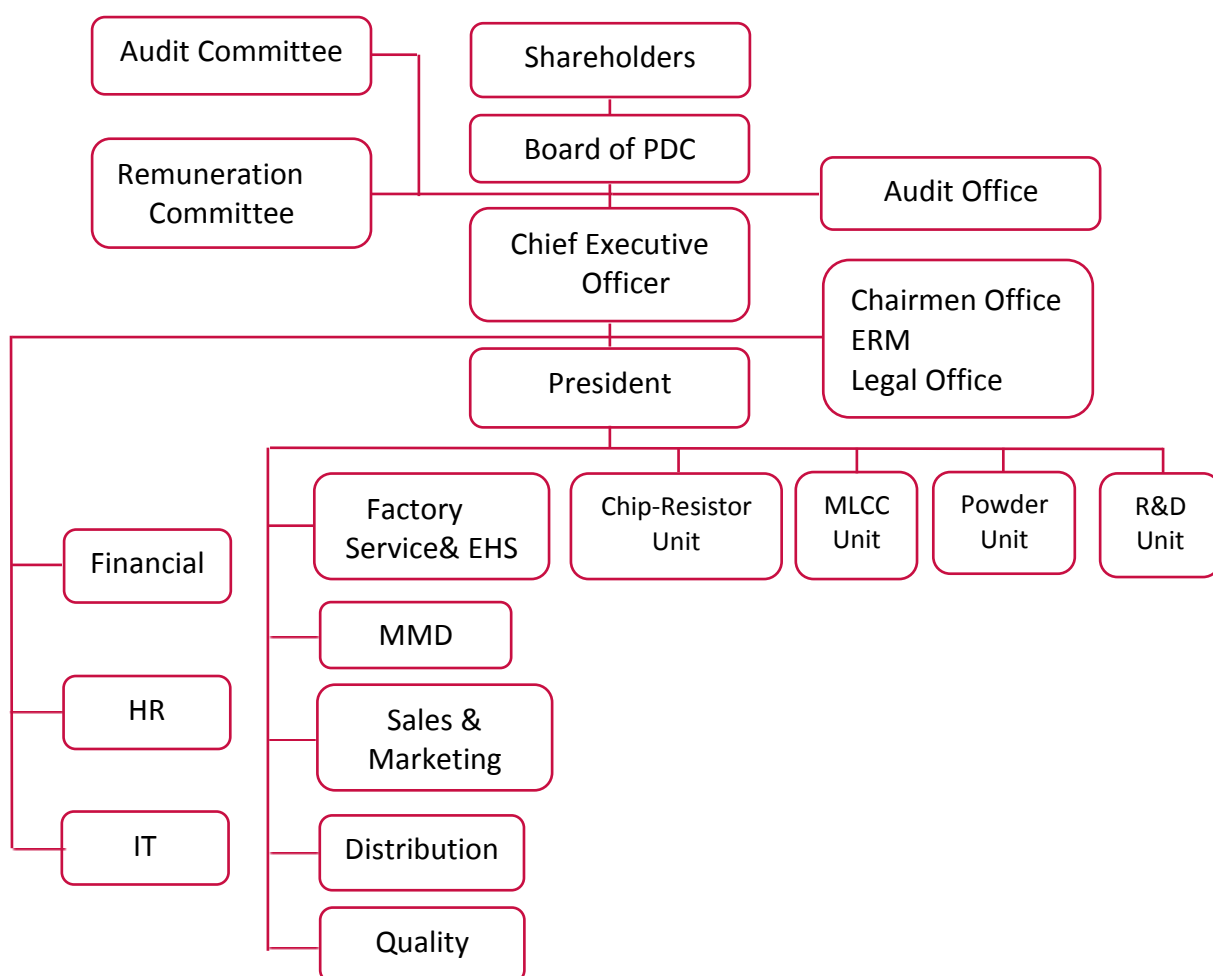 Audit Committee
Shareholders
Board of PDC
Remuneration
Committee
Audit Office
Chief Executive
Officer
Chairmen Office
ERM
Legal Office
President
Factory
Service& EHS
Chip-Resistor
Unit
MLCC
Unit
Powder
Unit
R&D
Unit
Financial
MMD
HR
Sales &
Marketing
IT
Distribution
Quality